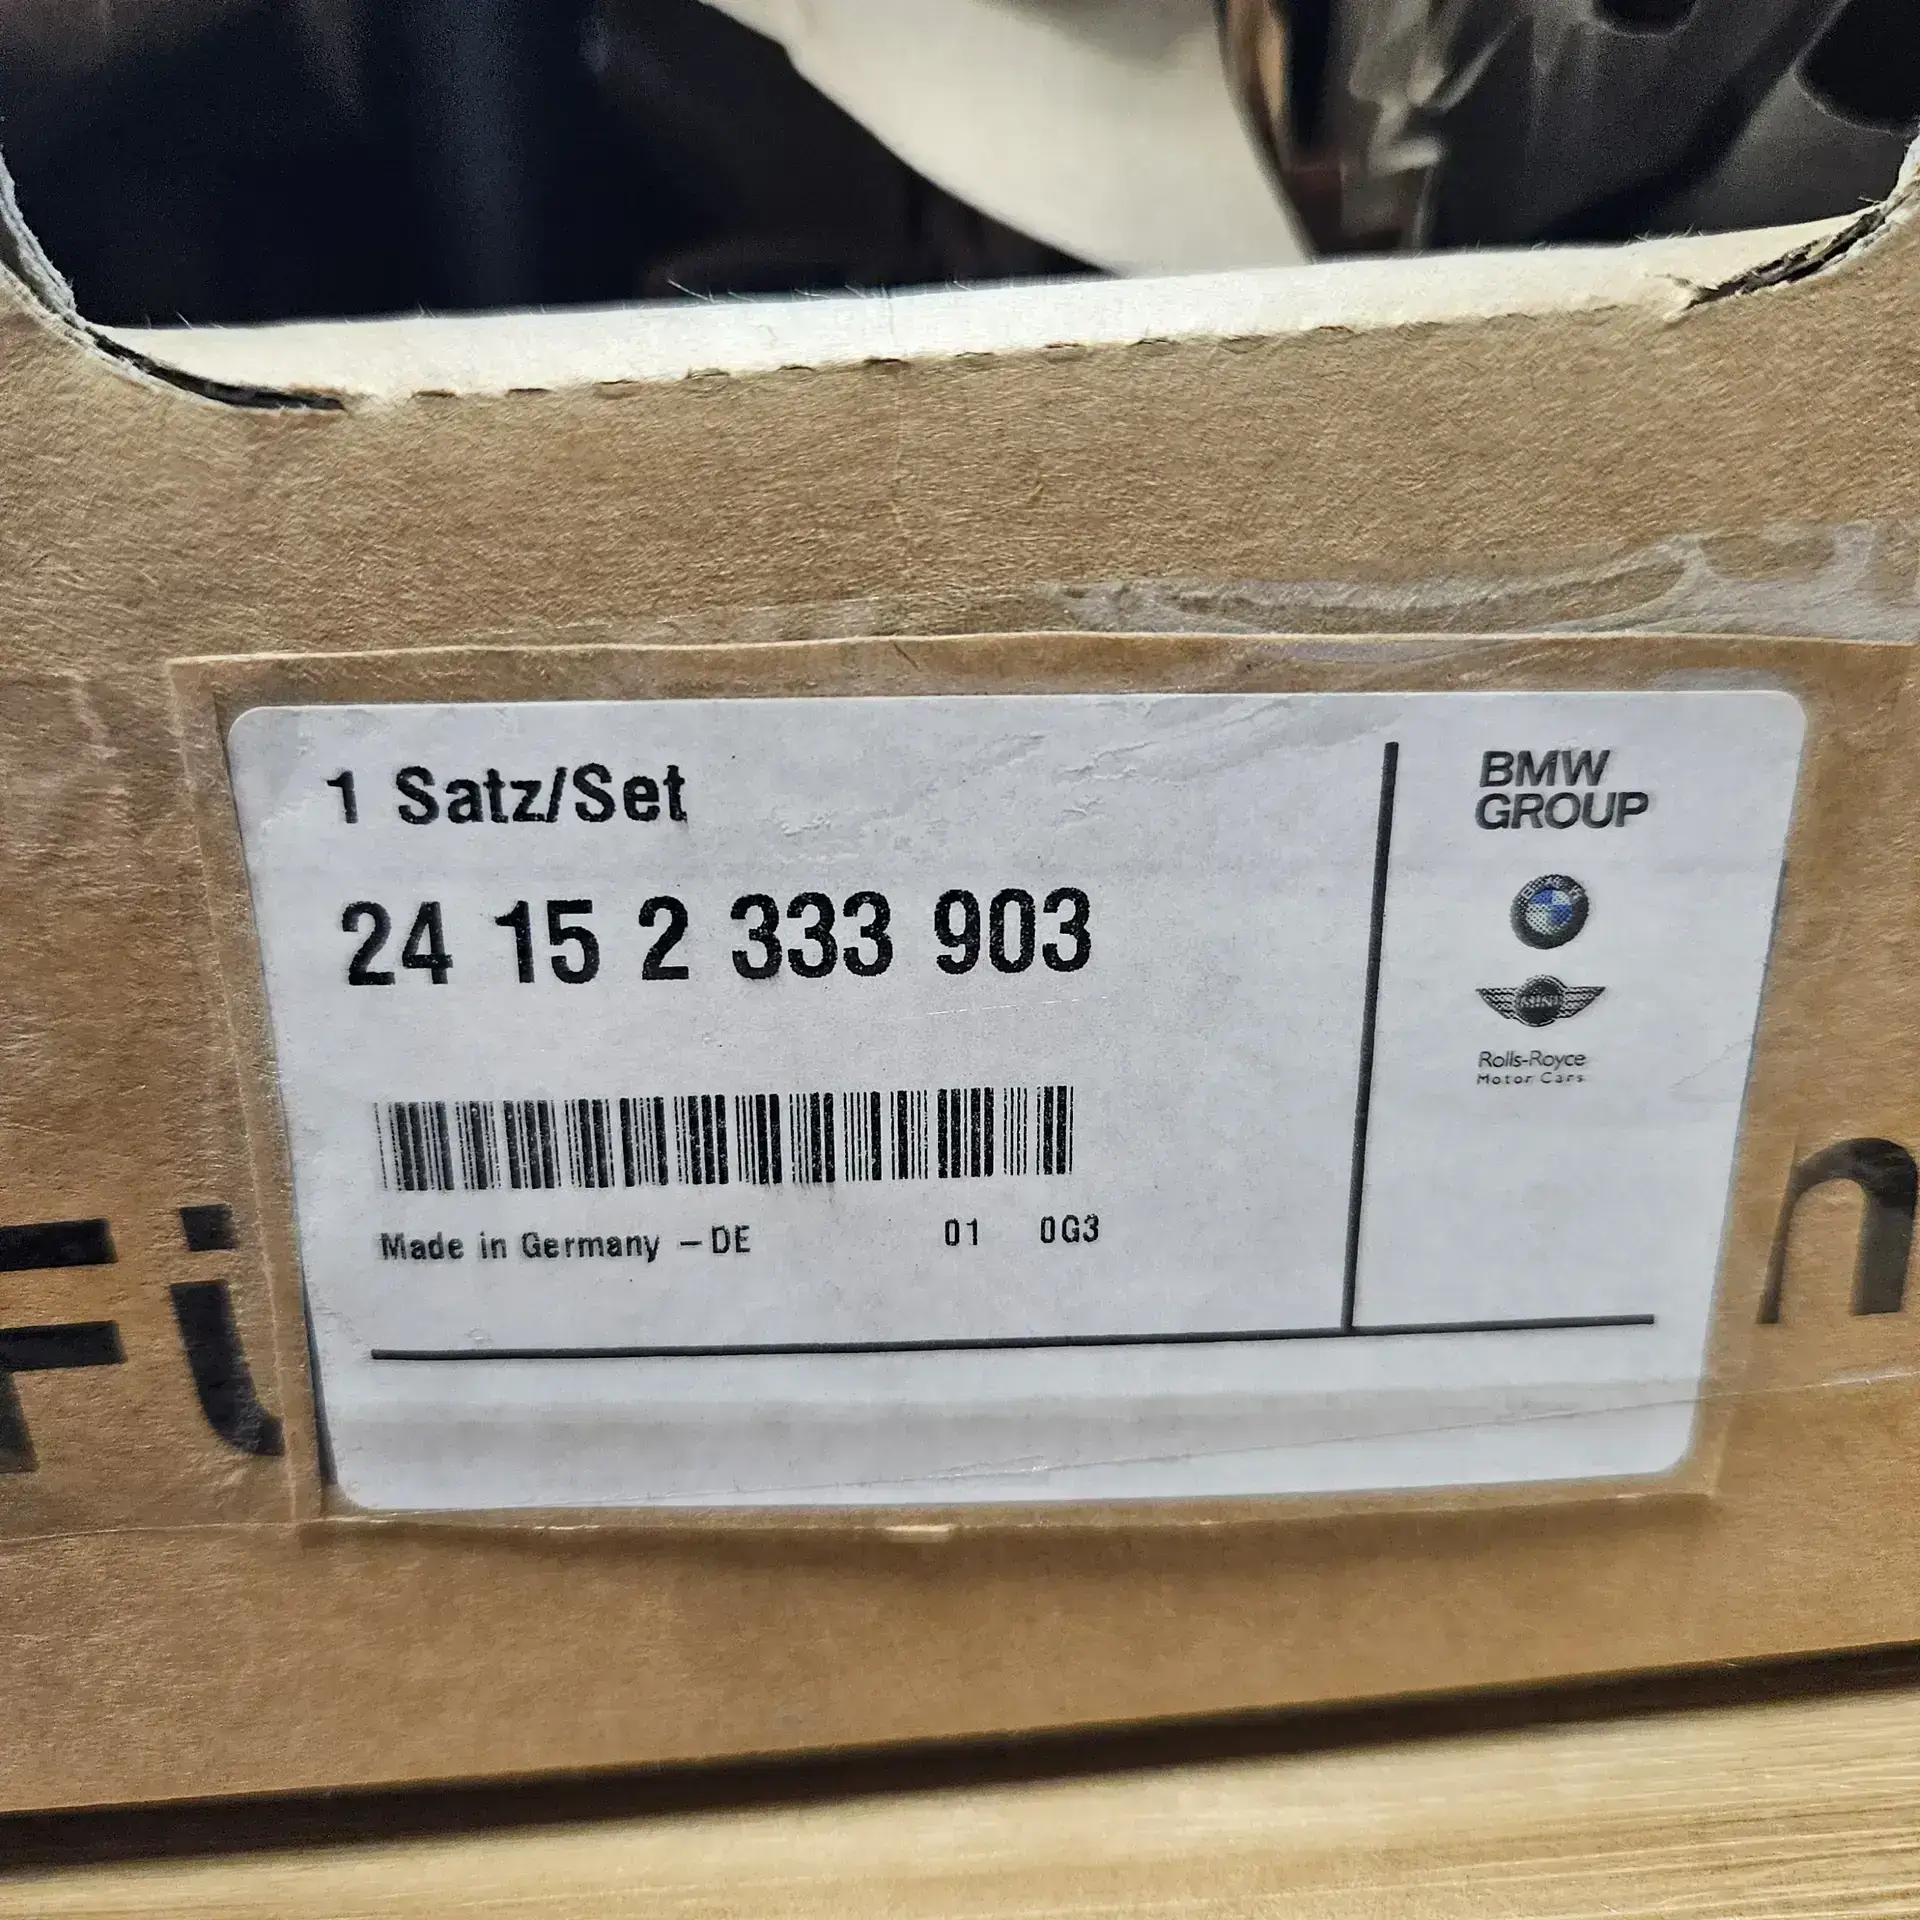 1 Satz/Set
24 15 2 333 903
Made in Germany – DE 01 0G3
BMW
GROUP
MINI
Rolls-Royce
Motor Cars